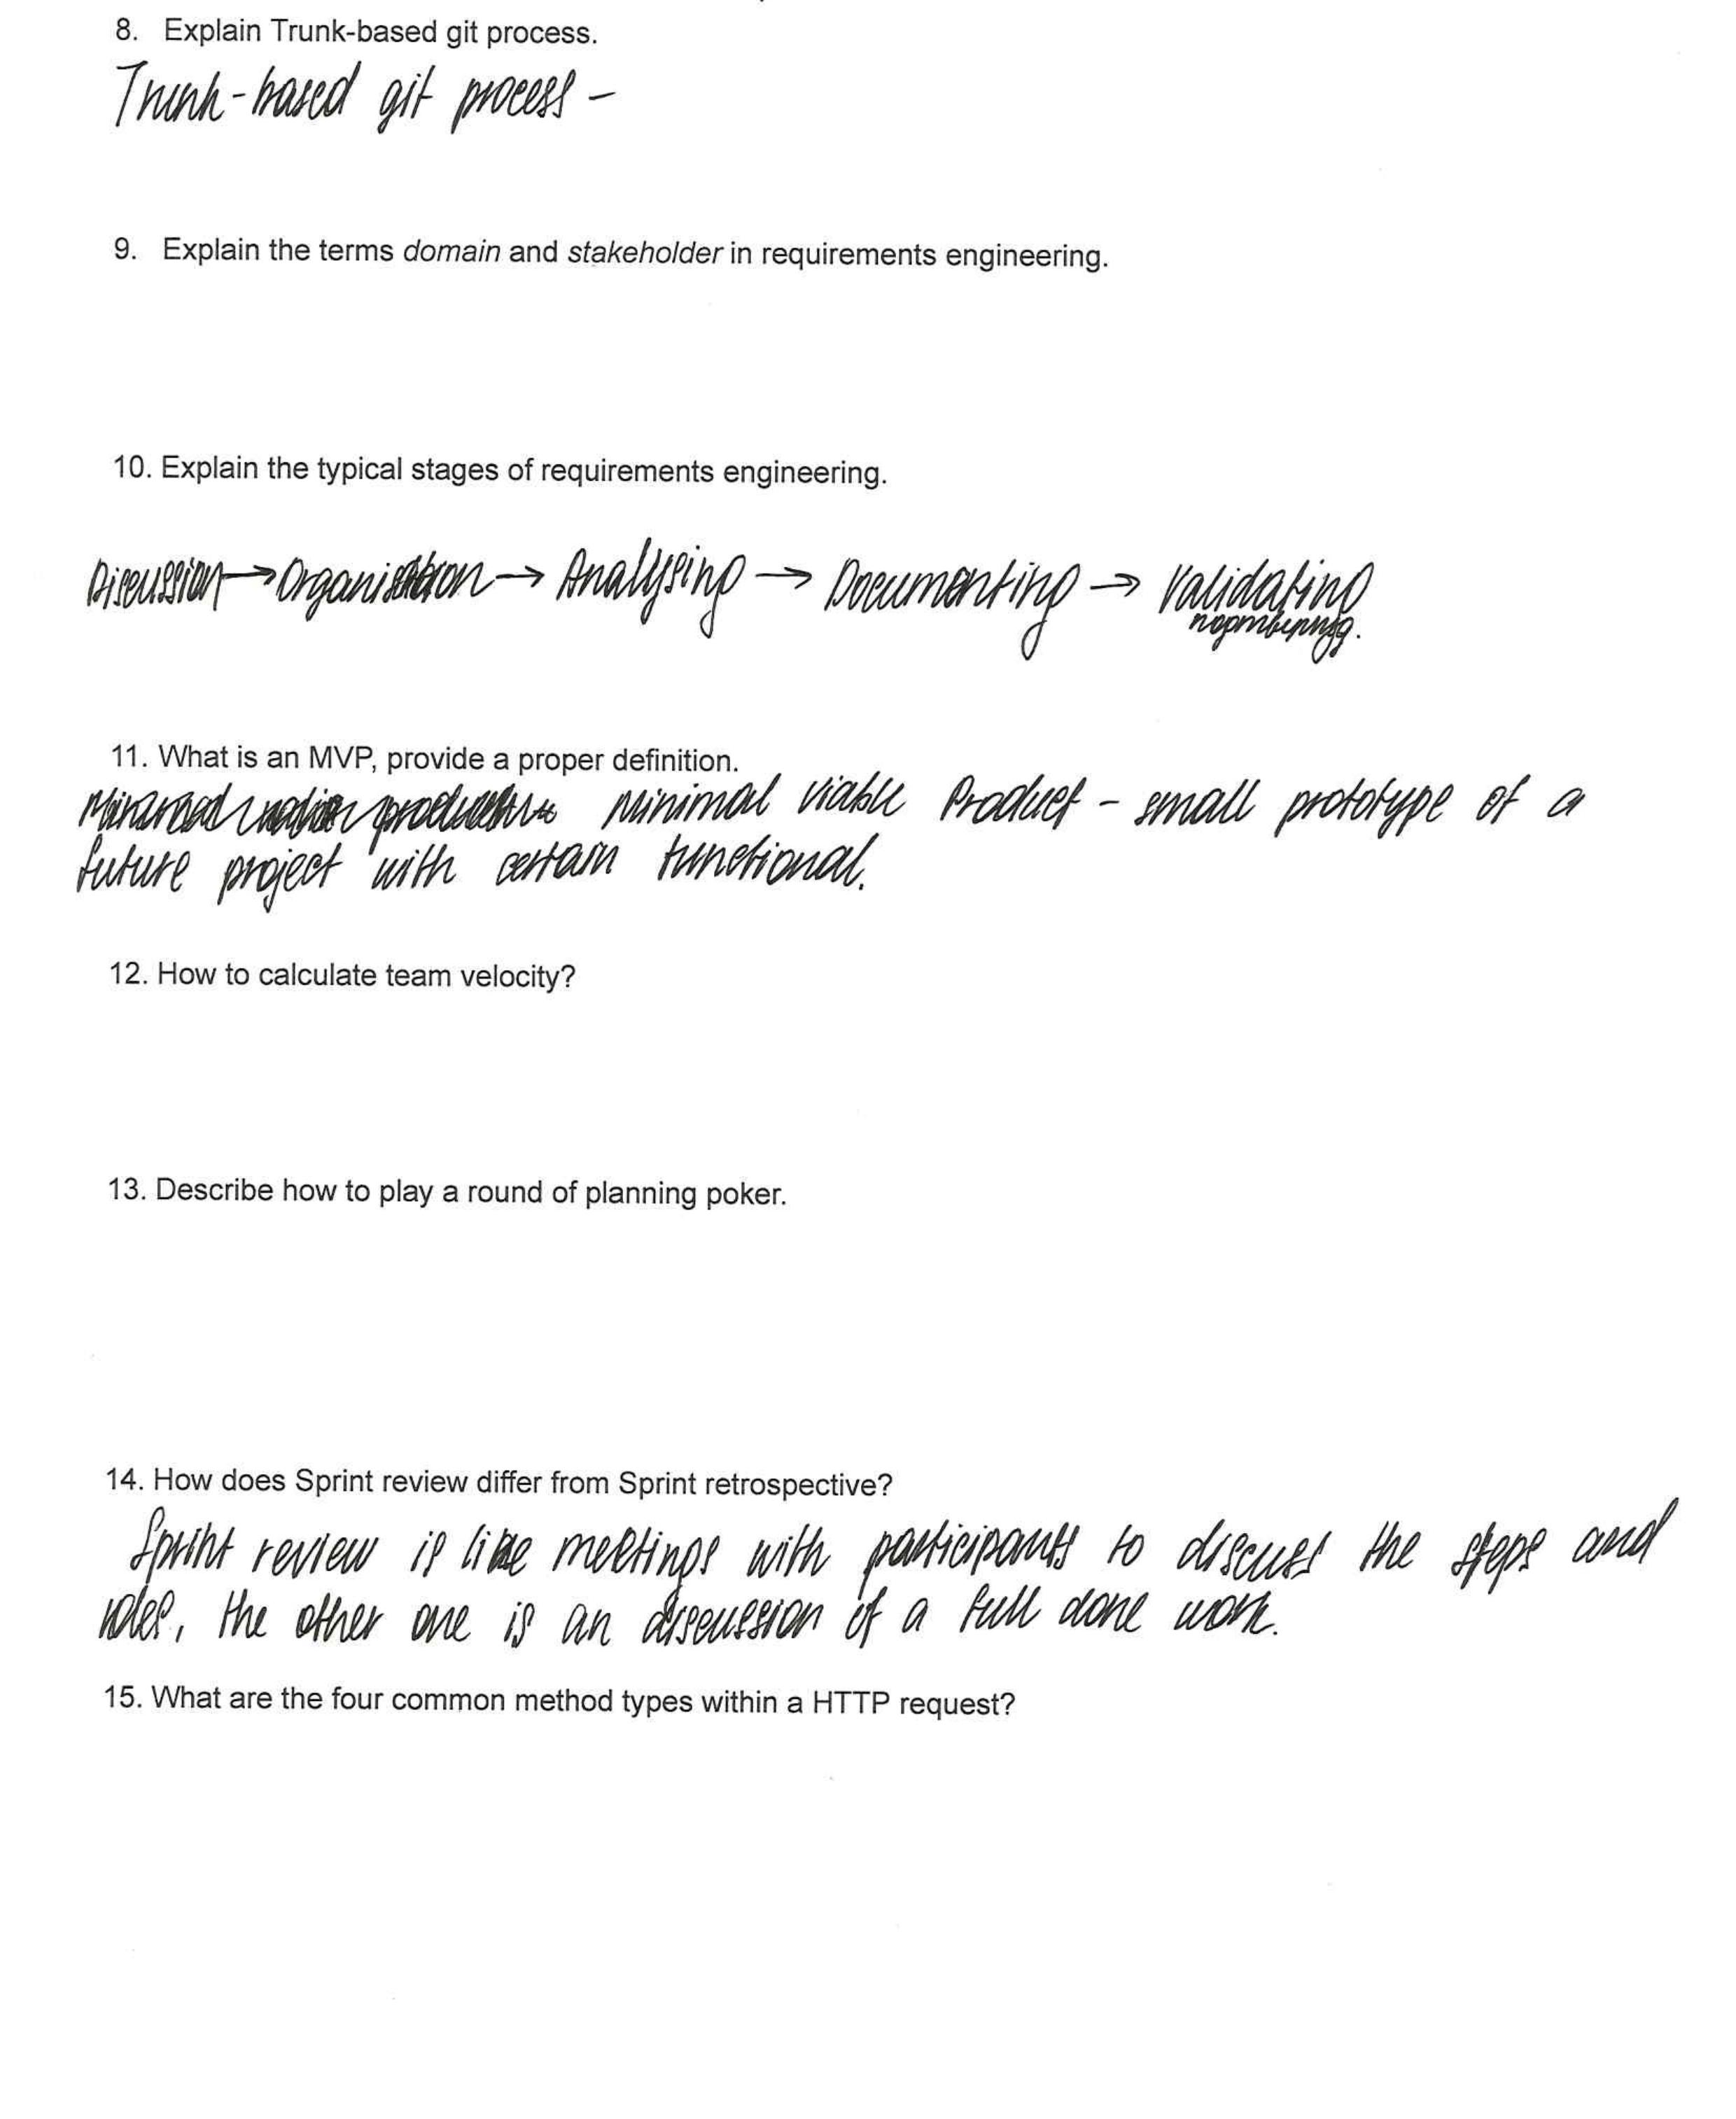 8. Explain Trunk-based git process.
Trunk-based git process -
9. Explain the terms domain and stakeholder in requirements engineering.
10. Explain the typical stages of requirements engineering.
Discussion → Organisation → Analysing → Documenting → Validating
11. What is an MVP, provide a proper definition.
Minimal viable Product - small prototype of a
future project with certain functional.
12. How to calculate team velocity?
13. Describe how to play a round of planning poker.
14. How does Sprint review differ from Sprint retrospective?
Sprint review is like meetings with participants to discuss the steps and
the other one is an discussion of a full done work.
15. What are the four common method types within a HTTP request?